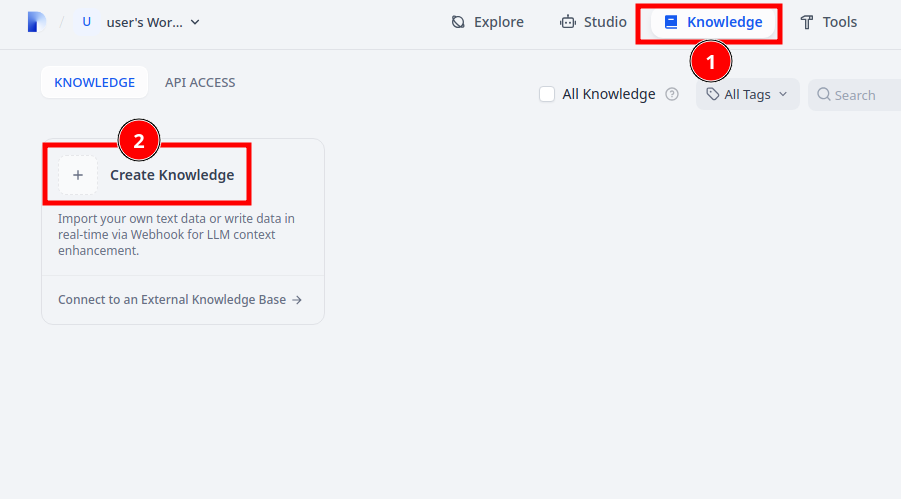 U user's Wor...
Explore
Studio
Knowledge
Tools
1
KNOWLEDGE
API ACCESS
All Knowledge
All Tags
Search
2
Create Knowledge
Import your own text data or write data in
real-time via Webhook for LLM context
enhancement.
Connect to an External Knowledge Base →